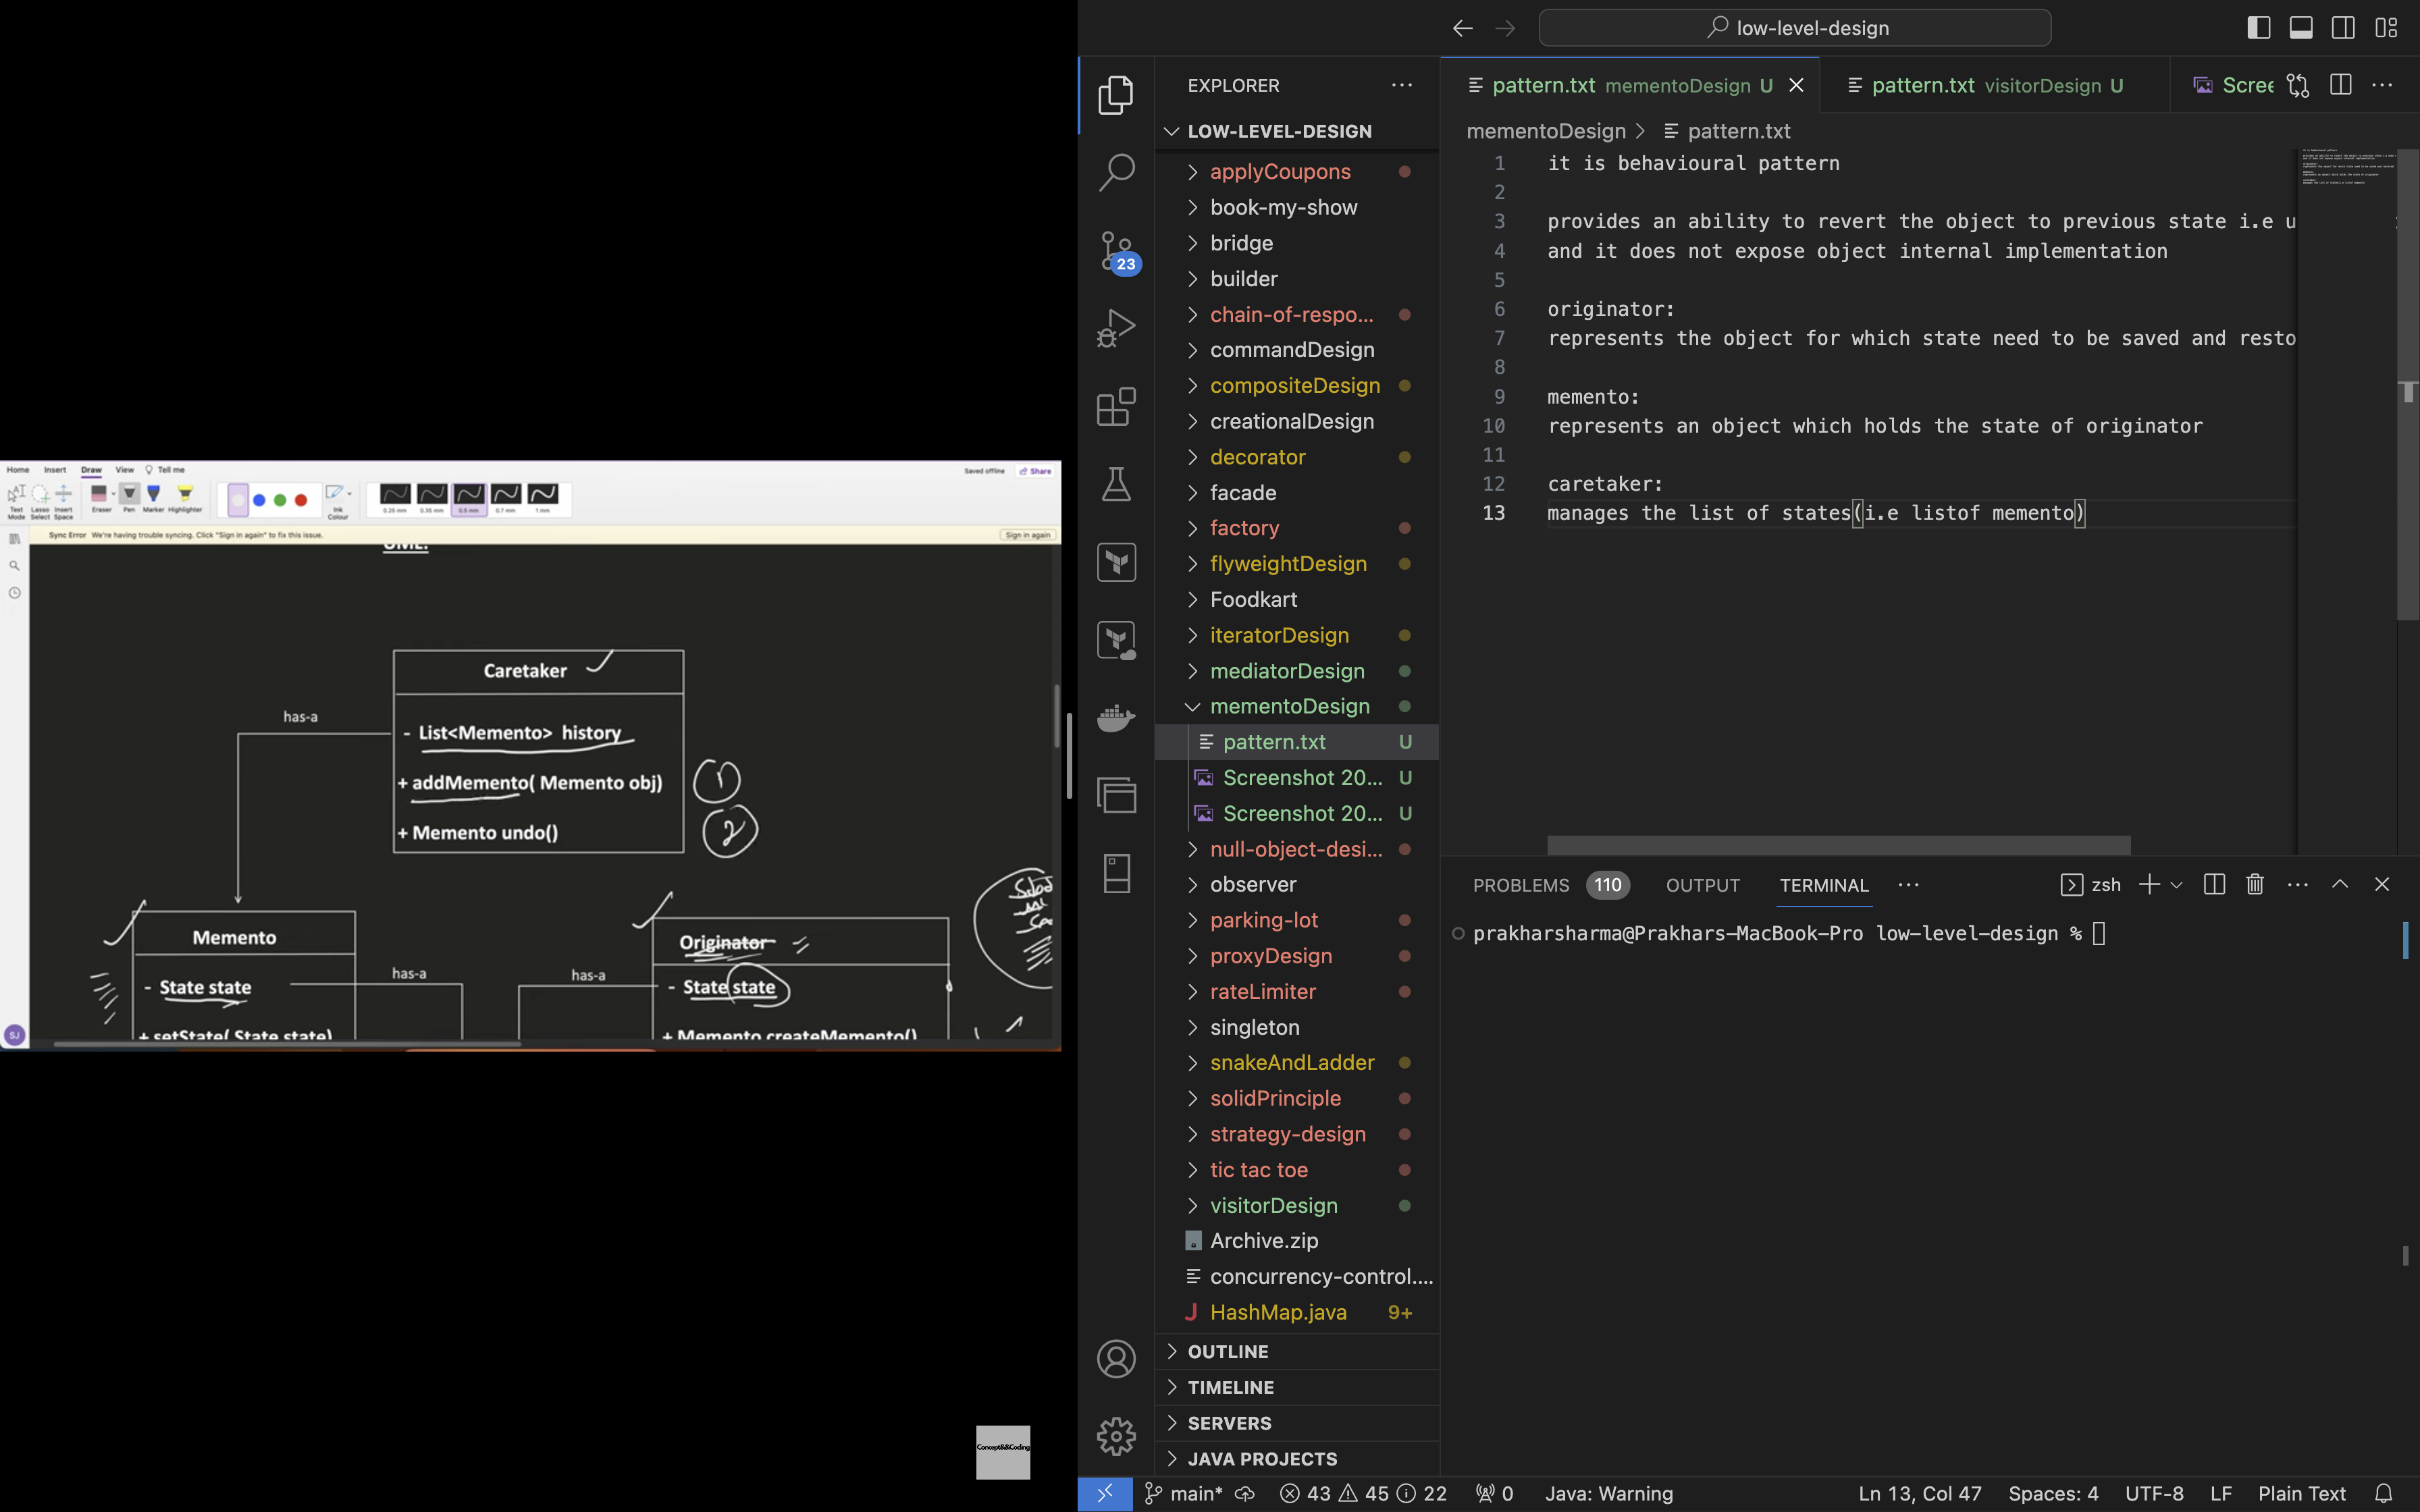 Home Insert Draw View Tell me
Saved offline Share
Text Mode
Lasso Select
Insert Space
Eraser Pen Marker Highlighter
Ink Colour
0.25 mm 0.35 mm 0.5 mm 0.7 mm 1 mm
Sync Error We're having trouble syncing. Click "Sign in again" to fix this issue.
Sign in again
UML:
Caretaker
has-a
- List<Memento> history
+ addMemento( Memento obj)
1
+ Memento undo()
2
Memento
Originator
- State state
has-a
has-a
- State state
+ setState( State state)
+ Memento createMemento()
SJ
Concept&&Coding
low-level-design
EXPLORER
LOW-LEVEL-DESIGN
applyCoupons
book-my-show
bridge
builder
chain-of-respo...
commandDesign
compositeDesign
creationalDesign
decorator
facade
factory
flyweightDesign
Foodkart
iteratorDesign
mediatorDesign
mementoDesign
pattern.txt U
Screenshot 20... U
Screenshot 20... U
null-object-desi...
observer
parking-lot
proxyDesign
rateLimiter
singleton
snakeAndLadder
solidPrinciple
strategy-design
tic tac toe
visitorDesign
Archive.zip
concurrency-control....
J HashMap.java 9+
OUTLINE
TIMELINE
SERVERS
JAVA PROJECTS
23
pattern.txt mementoDesign U
pattern.txt visitorDesign U
Scree
mementoDesign > pattern.txt
1 it is behavioural pattern
2
3 provides an ability to revert the object to previous state i.e u
4 and it does not expose object internal implementation
5
6 originator:
7 represents the object for which state need to be saved and resto
8
9 memento:
10 represents an object which holds the state of originator
11
12 caretaker:
13 manages the list of states(i.e listof memento)
PROBLEMS 110 OUTPUT TERMINAL
zsh
prakharsharma@Prakhars-MacBook-Pro low-level-design %
main* 43 45 22 0 Java: Warning
Ln 13, Col 47 Spaces: 4 UTF-8 LF Plain Text